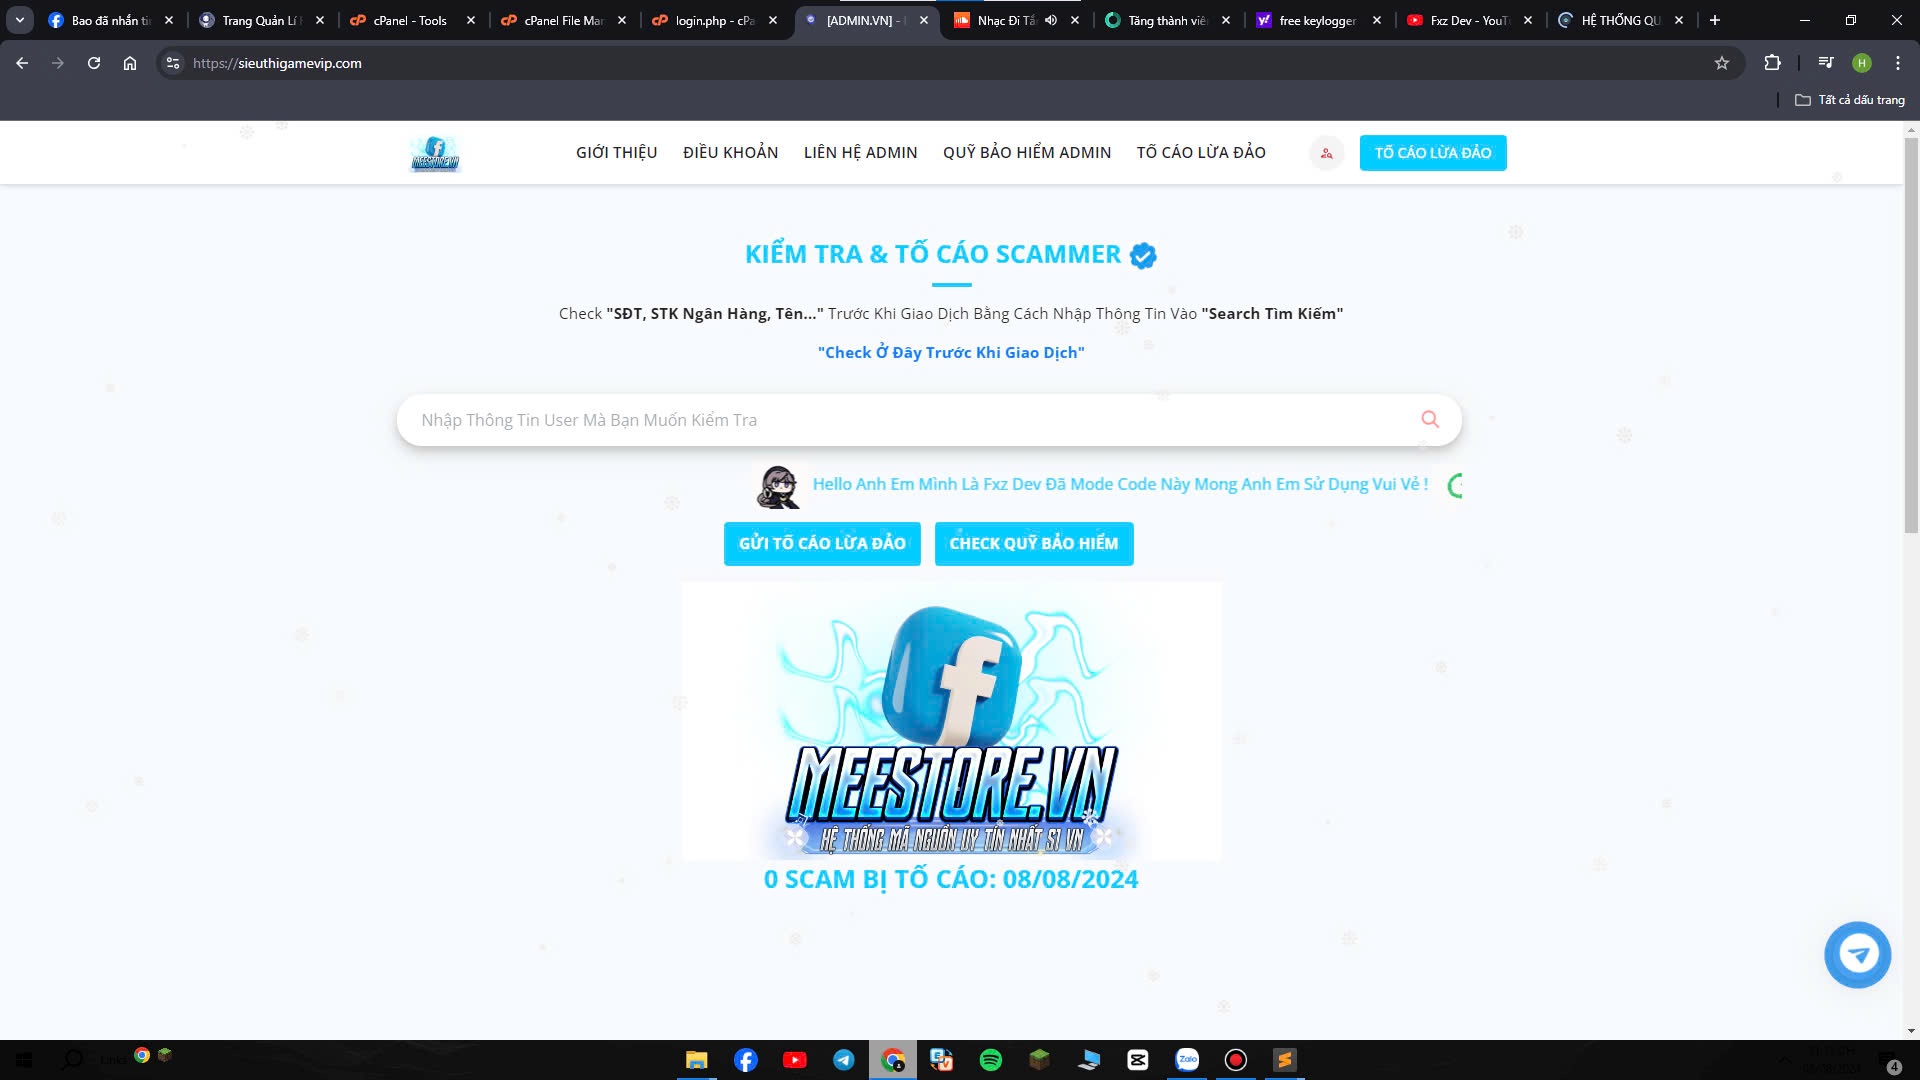 Bao đã nhắn ti
Trang Quản Lí
cPanel - Tools
cPanel File Mar
login.php - cPa
[ADMIN.VN] -
Nhạc Đi Tắ
Tăng thành viê
free keylogger
Fxz Dev - YouTu
HỆ THỐNG QU
https://sieuthigamevip.com
H
Tất cả dấu trang
MEESTORE.VN
GIỚI THIỆU
ĐIỀU KHOẢN
LIÊN HỆ ADMIN
QUỸ BẢO HIỂM ADMIN
TỐ CÁO LỪA ĐẢO
TỐ CÁO LỪA ĐẢO
KIỂM TRA & TỐ CÁO SCAMMER
Check "SĐT, STK Ngân Hàng, Tên..." Trước Khi Giao Dịch Bằng Cách Nhập Thông Tin Vào "Search Tìm Kiếm"
"Check Ở Đây Trước Khi Giao Dịch"
Nhập Thông Tin User Mà Bạn Muốn Kiểm Tra
Hello Anh Em Mình Là Fxz Dev Đã Mode Code Này Mong Anh Em Sử Dụng Vui Vẻ !
GỬI TỐ CÁO LỪA ĐẢO
CHECK QUỸ BẢO HIỂM
MEESTORE.VN
HỆ THỐNG MÃ NGUỒN UY TÍN NHẤT S1 VN
0 SCAM BỊ TỐ CÁO: 08/08/2024
Links
Zalo
4